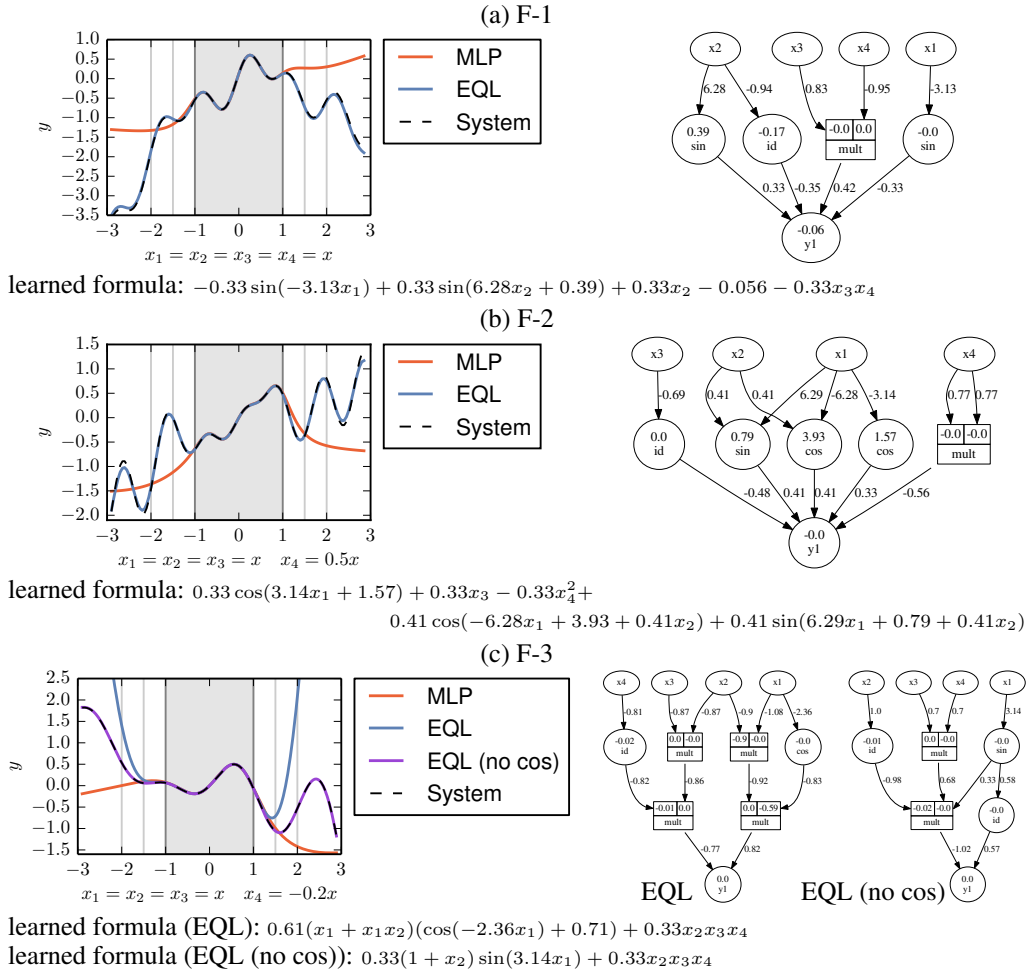 (a) F-1
1.0
0.5
0.0
−0.5
−1.0
−1.5
−2.0
−2.5
−3.0
−3.5
y
−3 −2 −1 0 1 2 3
x₁ = x₂ = x₃ = x₄ = x
MLP
EQL
System
x2 x3 x4 x1
6.28 -0.94 0.83 -0.95 -3.13
0.39 sin
-0.17 id
-0.0 0.0 mult
-0.0 sin
0.33 -0.35 0.42 -0.33
-0.06 y1
learned formula: −0.33 sin(−3.13x₁) + 0.33 sin(6.28x₂ + 0.39) + 0.33x₂ − 0.056 − 0.33x₃x₄
(b) F-2
1.5
1.0
0.5
0.0
−0.5
−1.0
−1.5
−2.0
y
−3 −2 −1 0 1 2 3
x₁ = x₂ = x₃ = x x₄ = 0.5x
MLP
EQL
System
x3 x2 x1 x4
-0.69 0.41 0.41 6.29 -6.28 -3.14 0.77 0.77
0.0 id
0.79 sin
3.93 cos
1.57 cos
-0.0 -0.0 mult
-0.48 0.41 0.41 0.33 -0.56
-0.0 y1
learned formula: 0.33 cos(3.14x₁ + 1.57) + 0.33x₃ − 0.33x₄²+
0.41 cos(−6.28x₁ + 3.93 + 0.41x₂) + 0.41 sin(6.29x₁ + 0.79 + 0.41x₂)
(c) F-3
2.5
2.0
1.5
1.0
0.5
0.0
−0.5
−1.0
−1.5
y
−3 −2 −1 0 1 2 3
x₁ = x₂ = x₃ = x x₄ = −0.2x
MLP
EQL
EQL (no cos)
System
x4 x3 x2 x1
-0.81 -0.87 -0.87 -0.9 -1.08 -2.36
-0.02 id
0.0 -0.0 mult
-0.9 -0.0 mult
-0.0 cos
-0.82 -0.86 -0.92 -0.83
-0.01 0.0 mult
0.0 -0.59 mult
-0.77 0.82
0.0 y1
EQL
x2 x3 x4 x1
1.0 0.7 0.7 3.14
-0.01 id
0.0 -0.0 mult
-0.0 sin
-0.98 0.68 0.33 0.58
-0.02 -0.0 mult
-0.0 id
-1.02 0.57
0.0 y1
EQL (no cos)
learned formula (EQL): 0.61(x₁ + x₁x₂)(cos(−2.36x₁) + 0.71) + 0.33x₂x₃x₄
learned formula (EQL (no cos)): 0.33(1 + x₂) sin(3.14x₁) + 0.33x₂x₃x₄